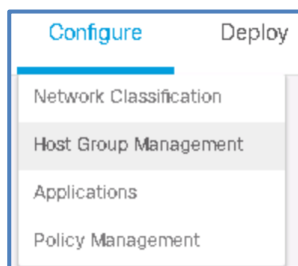 Configure Deploy
Network Classification
Host Group Management
Applications
Policy Management